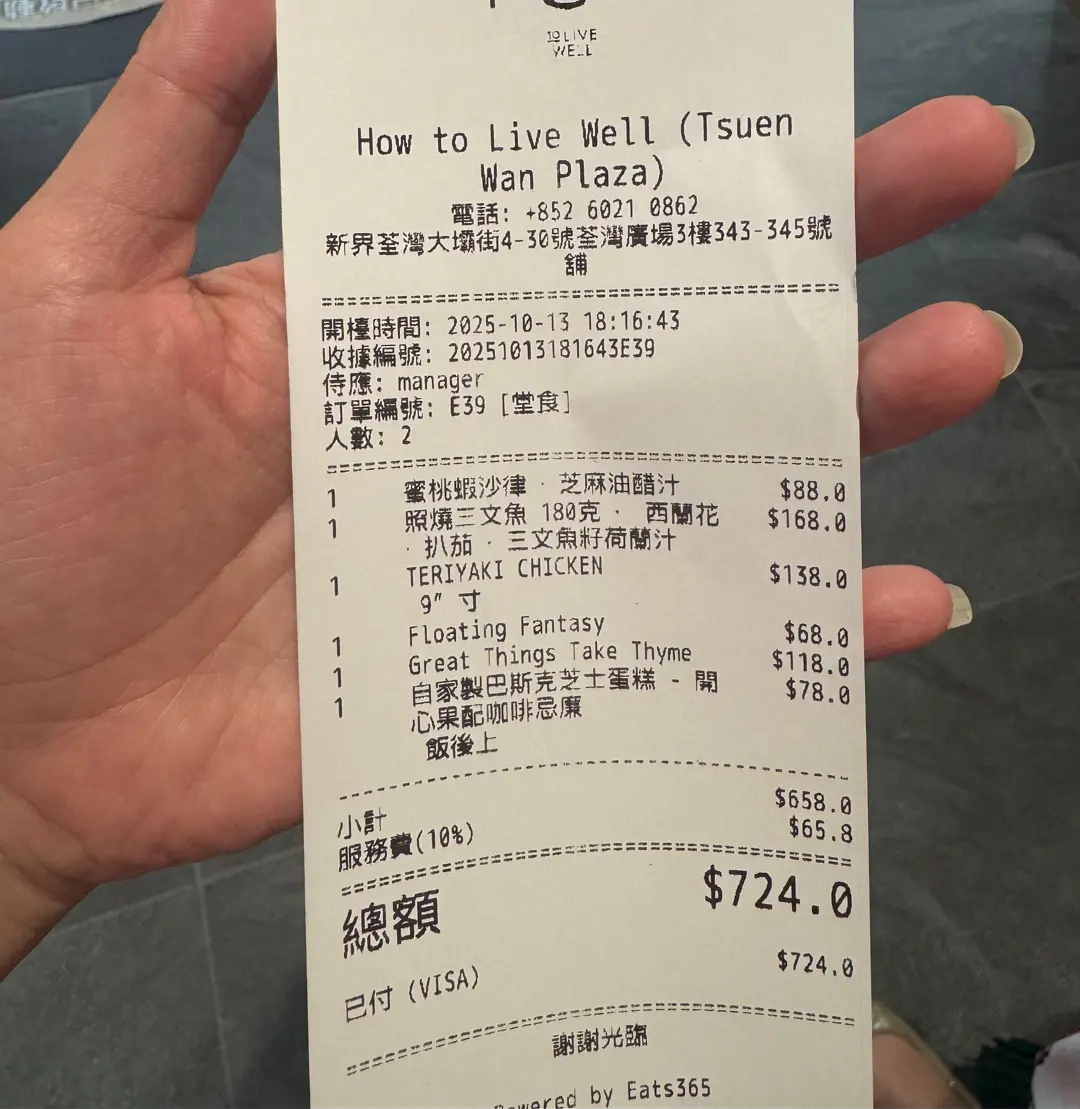 TO LIVE
WELL
How to Live Well (Tsuen
Wan Plaza)
電話: +852 6021 0862
新界荃灣大壩街4-30號荃灣廣場3樓343-345號
舖
開檯時間: 2025-10-13 18:16:43
收據編號: 20251013181643E39
侍應: manager
訂單編號: E39 [堂食]
人數: 2
1 蜜桃蝦沙律 · 芝麻油醋汁 $88.0
1 照燒三文魚 180克 · 西蘭花 $168.0
· 扒茄 · 三文魚籽荷蘭汁
1 TERIYAKI CHICKEN $138.0
9" 寸
1 Floating Fantasy $68.0
1 Great Things Take Thyme $118.0
1 自家製巴斯克芝士蛋糕 - 開 $78.0
心果配咖啡忌廉
飯後上
小計 $658.0
服務費(10%) $65.8
總額 $724.0
已付 (VISA) $724.0
謝謝光臨
Powered by Eats365